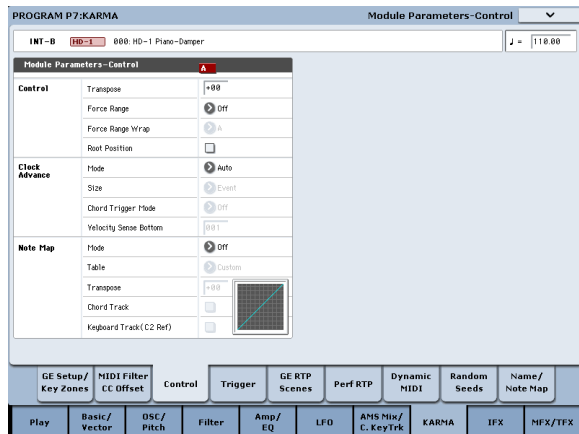 PROGRAM P7:KARMA Module Parameters-Control
INT-B HD-1 000: HD-1 Piano-Damper ♩ = 110.00
Module Parameters-Control A
Control Transpose +00
Force Range Off
Force Range Wrap A
Root Position
Clock Advance Mode Auto
Size Event
Chord Trigger Mode Off
Velocity Sense Bottom 001
Note Map Mode Off
Table Custom
Transpose +00
Chord Track
Keyboard Track(C2 Ref)
GE Setup/ Key Zones MIDI Filter CC Offset Control Trigger GE RTP Scenes Perf RTP Dynamic MIDI Random Seeds Name/ Note Map
Play Basic/ Vector OSC/ Pitch Filter Amp/ EQ LFO AMS Mix/ C. KeyTrk KARMA IFX MFX/TFX